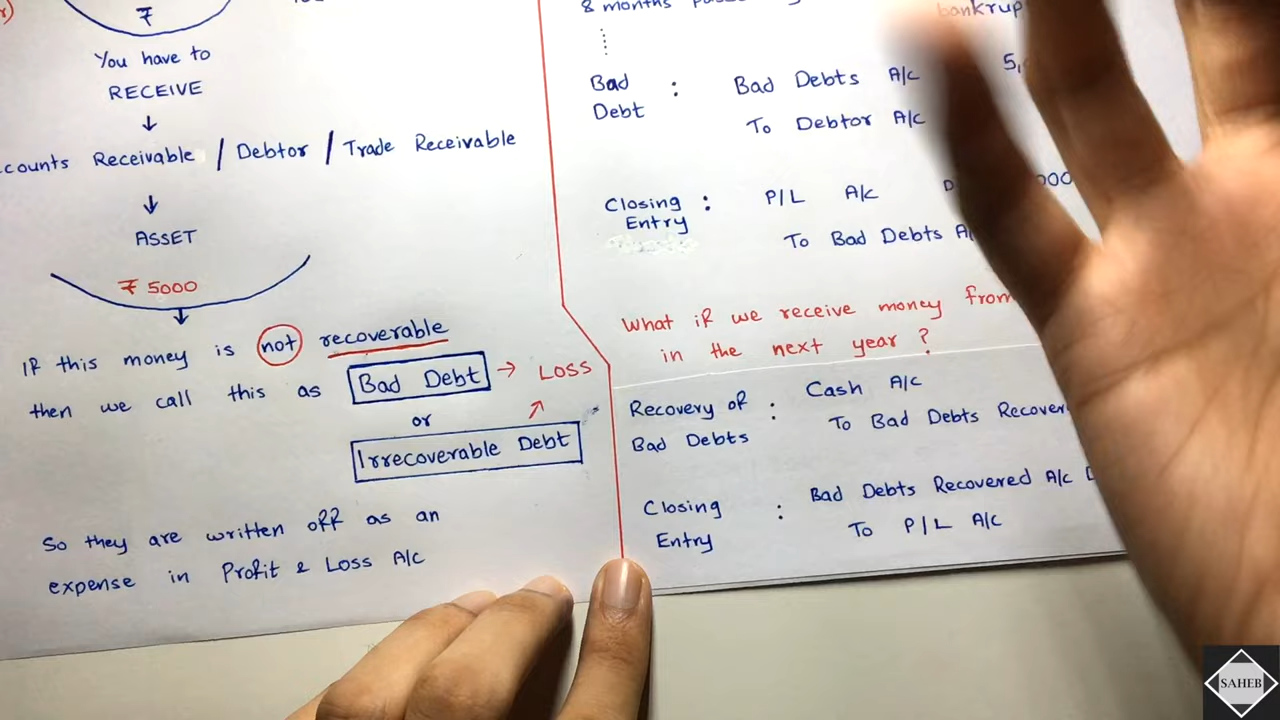 ₹
You have to
RECEIVE
↓
Accounts Receivable / Debtor / Trade Receivable
↓
ASSET
₹ 5000
If this money is not recoverable
then we call this as Bad Debt → LOSS
or
Irrecoverable Debt
So they are written off as an
expense in Profit & Loss A/c
8 months
Bad Debt : Bad Debts A/c
To Debtor A/c
Closing Entry : P/L A/c
To Bad Debts A/
What if we receive money from
in the next year ?
Recovery of Bad Debts : Cash A/c
To Bad Debts Recover
Closing Entry : Bad Debts Recovered A/c
To P/L A/c
SAHEB